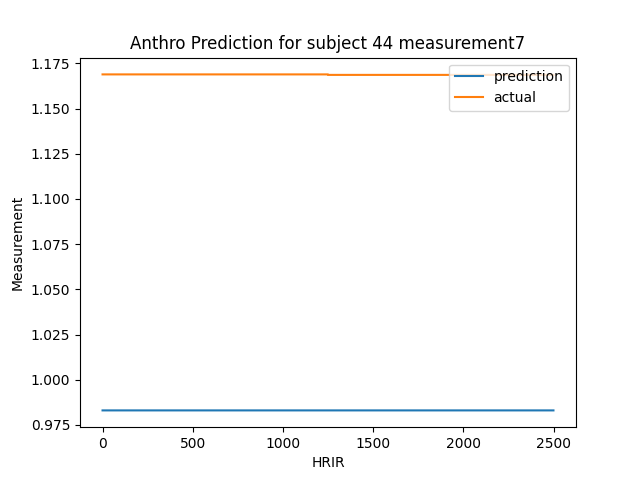 Anthro Prediction for subject 44 measurement7
1.175
1.150
1.125
1.100
1.075
1.050
1.025
1.000
0.975
Measurement
prediction
actual
0 500 1000 1500 2000 2500
HRIR